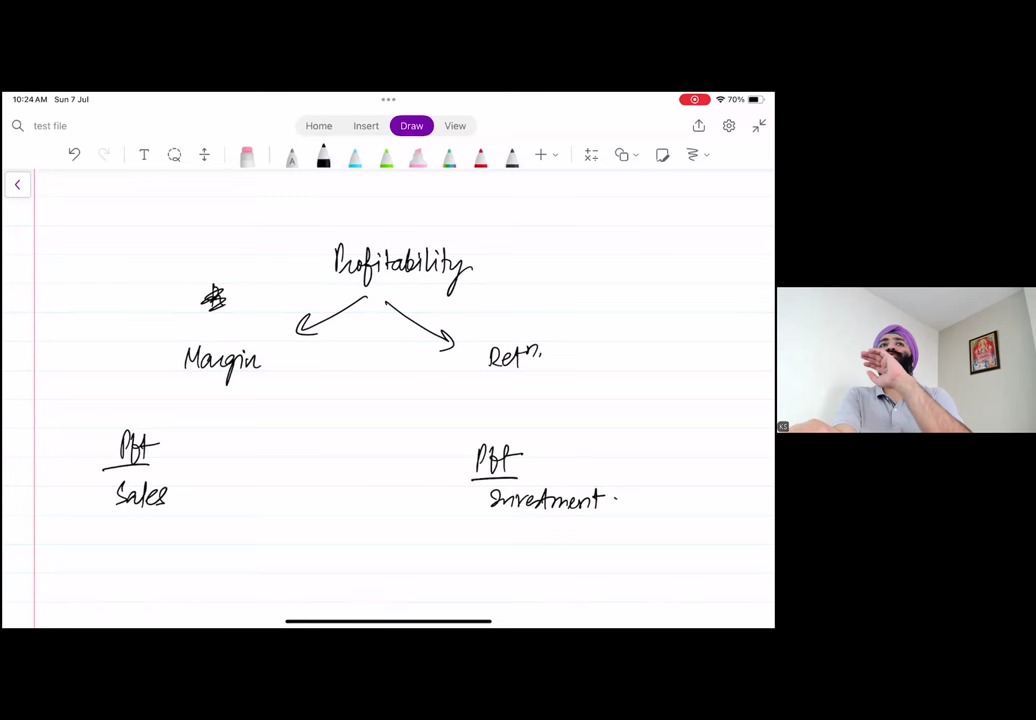 10:24 AM Sun 7 Jul
70%
test file
Home Insert Draw View
T
A
Profitability
Margin
Retn.
Pft
Sales
Pft
Investment.
KS